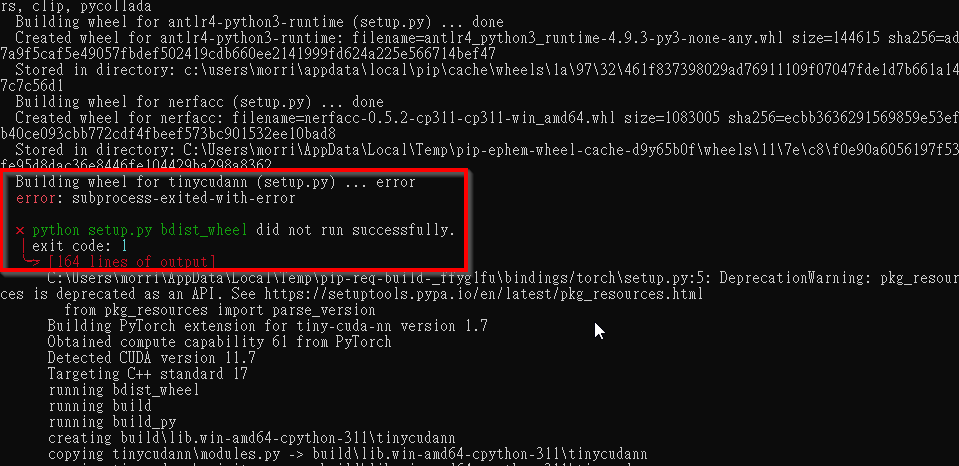 rs, clip, pycollada
Building wheel for antlr4-python3-runtime (setup.py) ... done
Created wheel for antlr4-python3-runtime: filename=antlr4_python3_runtime-4.9.3-py3-none-any.whl size=144615 sha256=ad
7a9f5caf5e49057fbdef502419cdb660ee2141999fd624a225e566714bef47
Stored in directory: c:\users\morri\appdata\local\pip\cache\wheels\1a\97\32\461f837398029ad76911109f07047fde1d7b661a14
7c7c56d1
Building wheel for nerfacc (setup.py) ... done
Created wheel for nerfacc: filename=nerfacc-0.5.2-cp311-cp311-win_amd64.whl size=1083005 sha256=ecbb3636291569859e53ef
b40ce093cbb772cdf4fbeef573bc901532ee10bad8
Stored in directory: C:\Users\morri\AppData\Local\Temp\pip-ephem-wheel-cache-d9y65b0f\wheels\11\7e\c8\f0e90a6056197f53
fe95d8dac36e8446fe104429ba298a8362
Building wheel for tinycudann (setup.py) ... error
error: subprocess-exited-with-error
× python setup.py bdist_wheel did not run successfully.
│ exit code: 1
╰─> [164 lines of output]
C:\Users\morri\AppData\Local\Temp\pip-req-build-_ffyglfu\bindings/torch\setup.py:5: DeprecationWarning: pkg_resour
ces is deprecated as an API. See https://setuptools.pypa.io/en/latest/pkg_resources.html
from pkg_resources import parse_version
Building PyTorch extension for tiny-cuda-nn version 1.7
Obtained compute capability 61 from PyTorch
Detected CUDA version 11.7
Targeting C++ standard 17
running bdist_wheel
running build
running build_py
creating build\lib.win-amd64-cpython-311\tinycudann
copying tinycudann\modules.py -> build\lib.win-amd64-cpython-311\tinycudann